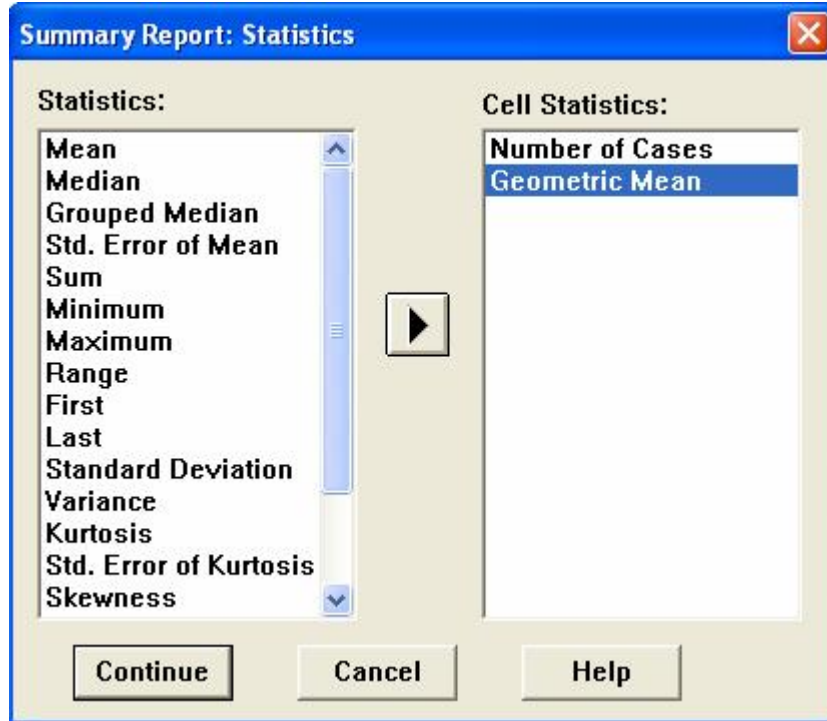 Summary Report: Statistics
Statistics:
Mean
Median
Grouped Median
Std. Error of Mean
Sum
Minimum
Maximum
Range
First
Last
Standard Deviation
Variance
Kurtosis
Std. Error of Kurtosis
Skewness
Cell Statistics:
Number of Cases
Geometric Mean
Continue
Cancel
Help